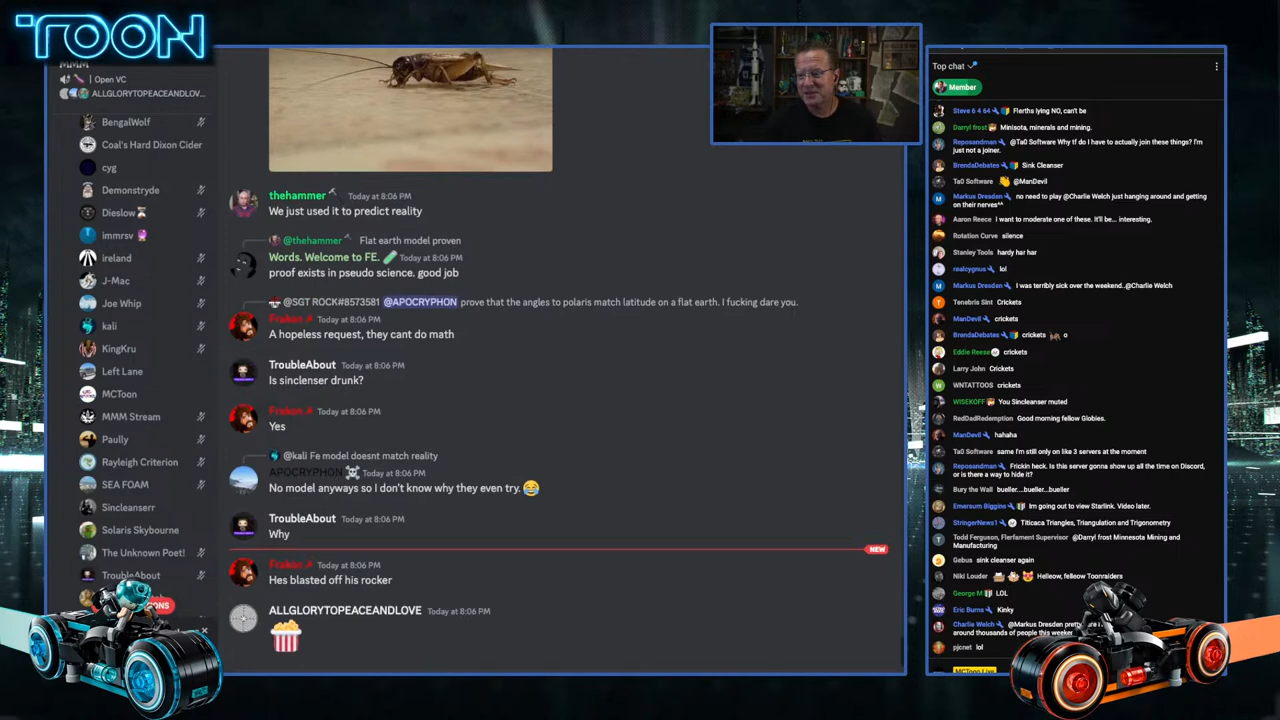 TOON
Open VC
ALLGLORYTOPEACEANDLOV...
BengalWolf
Coal's Hard Dixon Cider
cyg
Demonstryde
Dieslow
immrsv
ireland
J-Mac
Joe Whip
kali
KingKru
Left Lane
MCToon
MMM Stream
Paully
Rayleigh Criterion
SEA FOAM
Sincleanserr
Solaris Skybourne
The Unknown Poet!
TroubleAbout
thehammer Today at 8:06 PM
We just used it to predict reality
@thehammer Flat earth model proven
Words. Welcome to FE. Today at 8:06 PM
proof exists in pseudo science. good job
@SGT ROCK#8573581 @APOCRYPHON prove that the angles to polaris match latitude on a flat earth. I fucking dare you.
Today at 8:06 PM
A hopeless request, they cant do math
TroubleAbout Today at 8:06 PM
Is sinclenser drunk?
Today at 8:06 PM
Yes
@kali Fe model doesnt match reality
APOCRYPHON Today at 8:06 PM
No model anyways so I don't know why they even try. 😂
TroubleAbout Today at 8:06 PM
Why
NEW
Today at 8:06 PM
Hes blasted off his rocker
ALLGLORYTOPEACEANDLOVE Today at 8:06 PM
🍿
Top chat
Member
Steve 6 4 64 Flerths lying NO, can't be
Darryl frost Minisota, minerals and mining.
Reposandman @Ta0 Software Why tf do I have to actually join these things? I'm
just not a joiner.
BrendaDebates Sink Cleanser
Ta0 Software 👏 @ManDevil
Markus Dresden no need to play @Charlie Welch just hanging around and getting
on their nerves^^
Aaron Reece I want to moderate one of these. It'll be... interesting.
Rotation Curve silence
Stanley Tools hardy har har
realcygnus lol
Markus Dresden I was terribly sick over the weekend..@Charlie Welch
Tenebris Sint Crickets
ManDevil crickets
BrendaDebates crickets 🦗 o
Eddie Reese crickets
Larry John Crickets
WNTATTOOS crickets
WISEKOFF You Sincleanser muted
RedDadRedemption Good morning fellow Globies.
ManDevil hahaha
Ta0 Software same I'm still only on like 3 servers at the moment
Reposandman Frickin heck. Is this server gonna show up all the time on Discord,
or is there a way to hide it?
Bury the Wall bueller....bueller...bueller
Emersum Biggins Im going out to view Starlink. Video later.
StringerNews1 Titicaca Triangles, Triangulation and Trigonometry
Todd Ferguson, Flerfament Supervisor @Darryl frost Minnesota Mining and
Manufacturing
Gebus sink cleanser again
Niki Louder Helleow, felleow Toonraiders
George M LOL
Eric Burns Kinky
Charlie Welch @Markus Dresden
around thousands of people this
pjcnet lol
MCToon Live